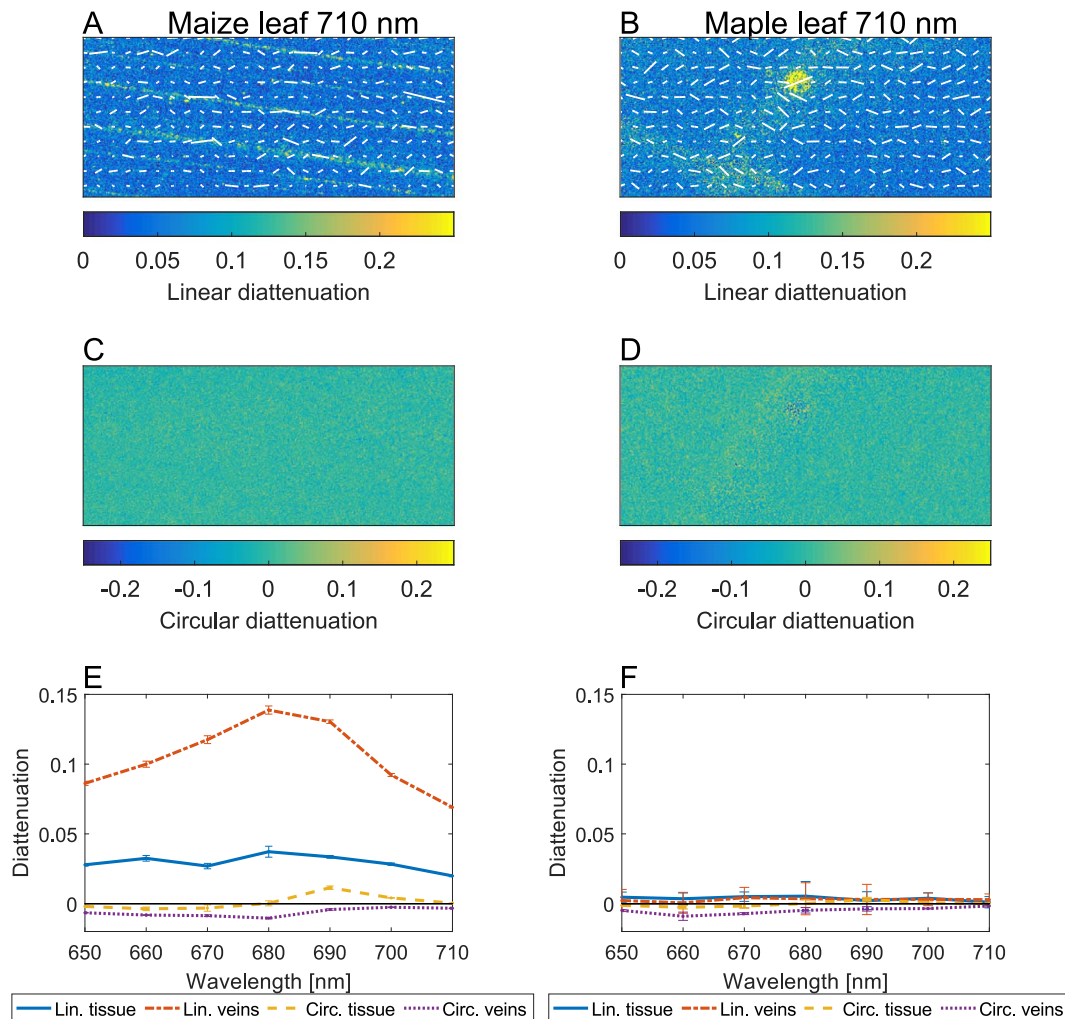 A Maize leaf 710 nm
B Maple leaf 710 nm
0 0.05 0.1 0.15 0.2
Linear diattenuation
0 0.05 0.1 0.15 0.2
Linear diattenuation
C
D
-0.2 -0.1 0 0.1 0.2
Circular diattenuation
-0.2 -0.1 0 0.1 0.2
Circular diattenuation
E
0.15
0.1
0.05
0
Diattenuation
650 660 670 680 690 700 710
Wavelength [nm]
Lin. tissue Lin. veins Circ. tissue Circ. veins
F
0.15
0.1
0.05
0
Diattenuation
650 660 670 680 690 700 710
Wavelength [nm]
Lin. tissue Lin. veins Circ. tissue Circ. veins